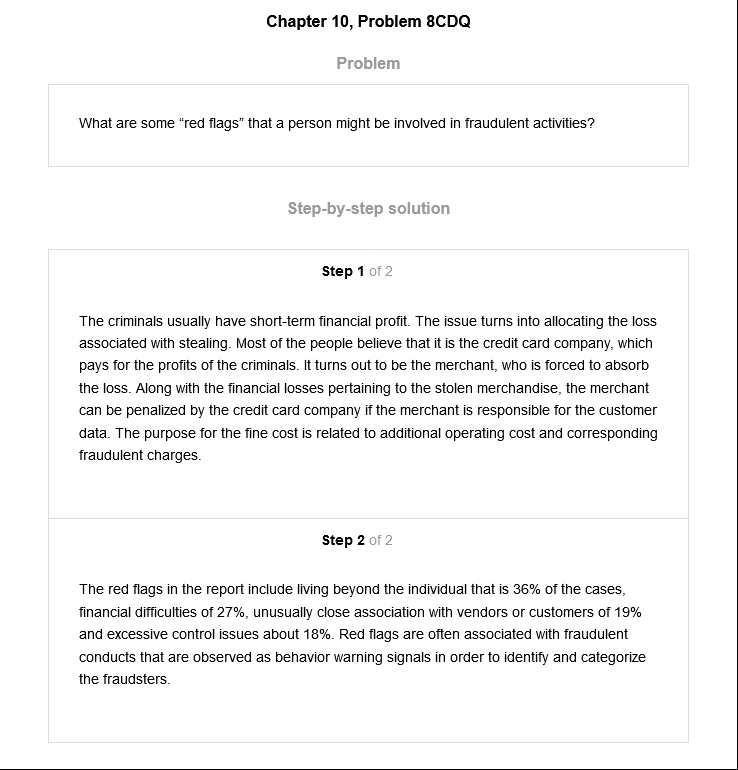 Chapter 10, Problem 8CDQ
Problem
What are some “red flags” that a person might be involved in fraudulent activities?
Step-by-step solution
Step 1 of 2
The criminals usually have short-term financial profit. The issue turns into allocating the loss
associated with stealing. Most of the people believe that it is the credit card company, which
pays for the profits of the criminals. It turns out to be the merchant, who is forced to absorb
the loss. Along with the financial losses pertaining to the stolen merchandise, the merchant
can be penalized by the credit card company if the merchant is responsible for the customer
data. The purpose for the fine cost is related to additional operating cost and corresponding
fraudulent charges.
Step 2 of 2
The red flags in the report include living beyond the individual that is 36% of the cases,
financial difficulties of 27%, unusually close association with vendors or customers of 19%
and excessive control issues about 18%. Red flags are often associated with fraudulent
conducts that are observed as behavior warning signals in order to identify and categorize
the fraudsters.